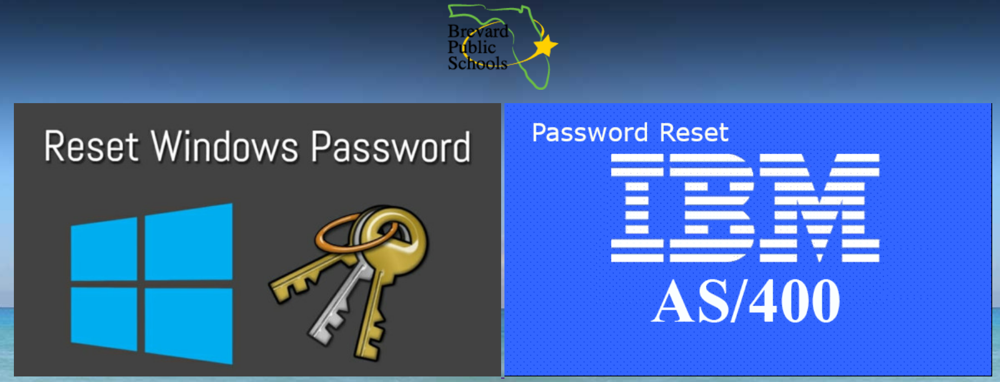 Brevard
Public
Schools
Reset Windows Password
Password Reset
IBM
AS/400